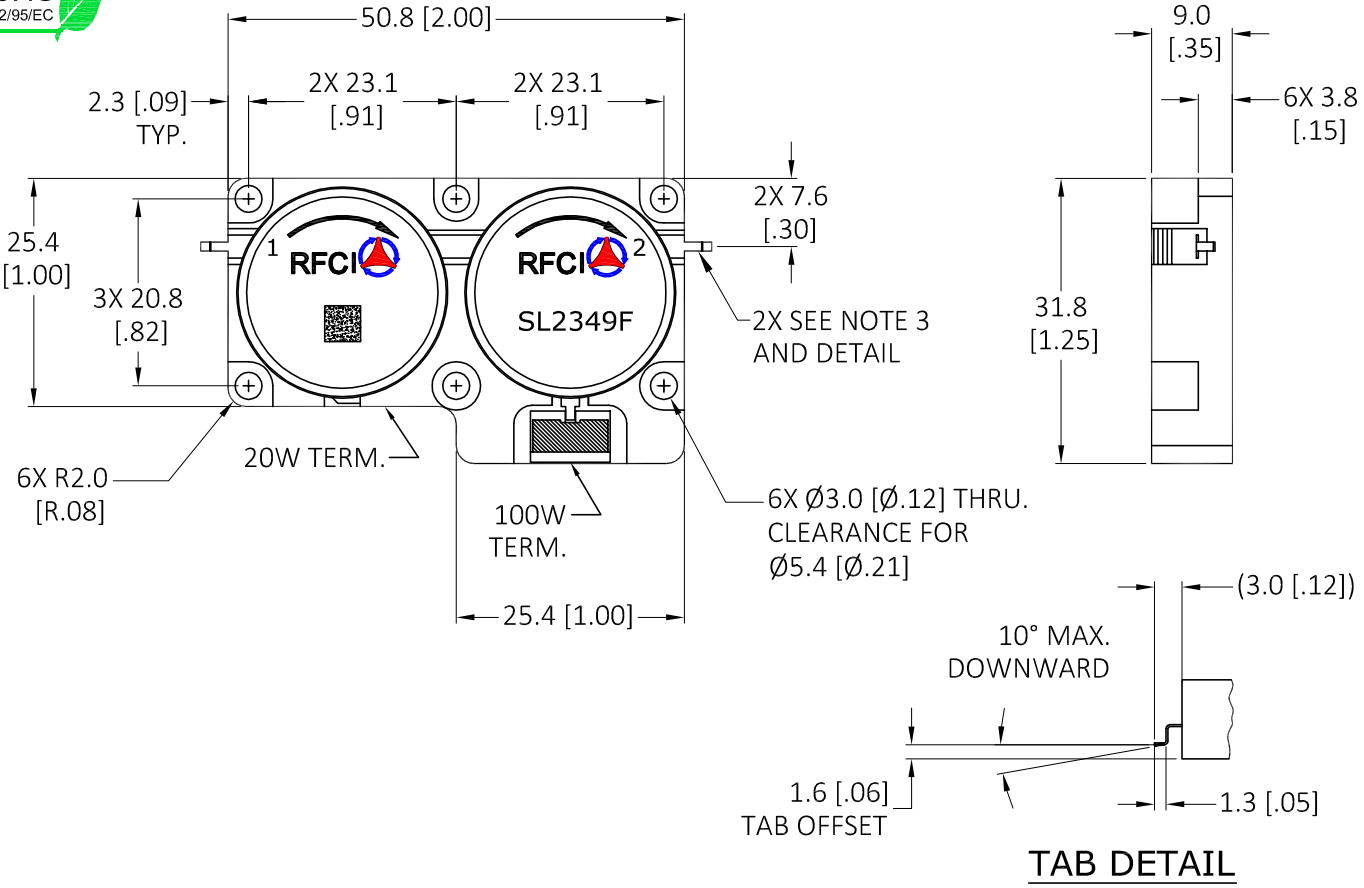 2/95/EC
50.8 [2.00]
9.0
[.35]
2X 23.1
[.91]
2X 23.1
[.91]
2.3 [.09]
TYP.
6X 3.8
[.15]
2X 7.6
[.30]
25.4
[1.00]
3X 20.8
[.82]
1
RFCI
RFCI
2
SL2349F
31.8
[1.25]
2X SEE NOTE 3
AND DETAIL
20W TERM.
6X R2.0
[R.08]
100W
TERM.
6X Ø3.0 [Ø.12] THRU.
CLEARANCE FOR
Ø5.4 [Ø.21]
25.4 [1.00]
(3.0 [.12])
10° MAX.
DOWNWARD
1.6 [.06]
TAB OFFSET
1.3 [.05]
TAB DETAIL